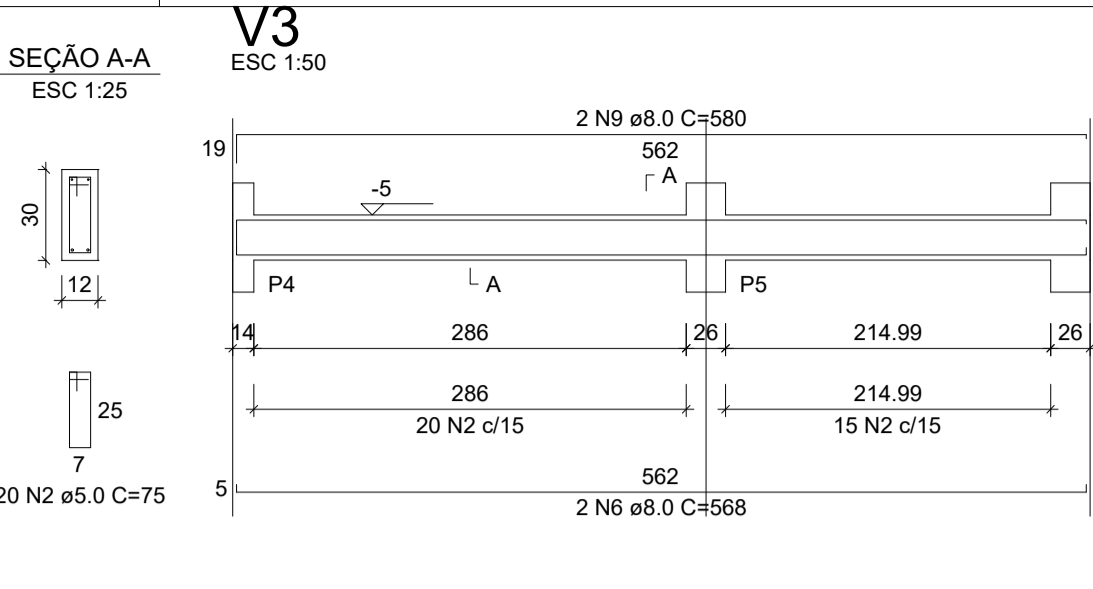 V3
ESC 1:50
SEÇÃO A-A
ESC 1:25
2 N9 ø8.0 C=580
19
562
A
-5
30
12
P4
A
P5
14
286
26
214.99
26
286
214.99
20 N2 c/15
15 N2 c/15
25
7
20 N2 ø5.0 C=75
5
562
2 N6 ø8.0 C=568